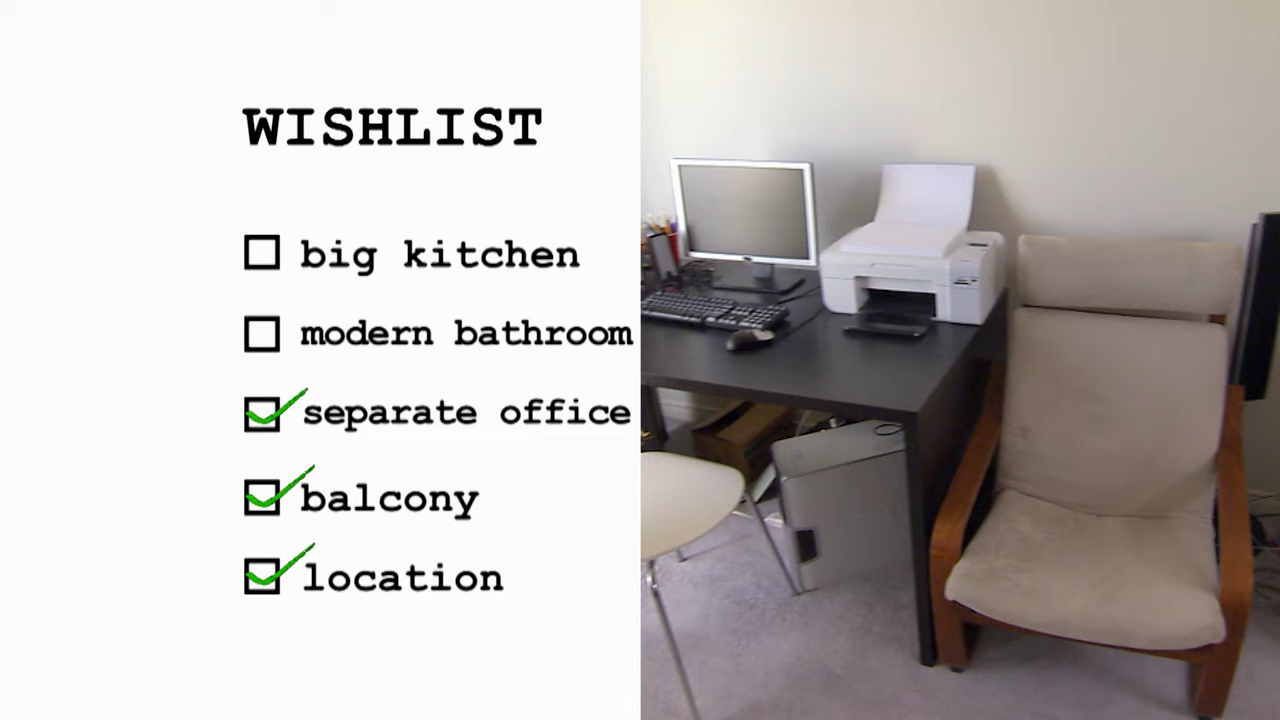 WISHLIST
big kitchen
modern bathroom
separate office
balcony
location